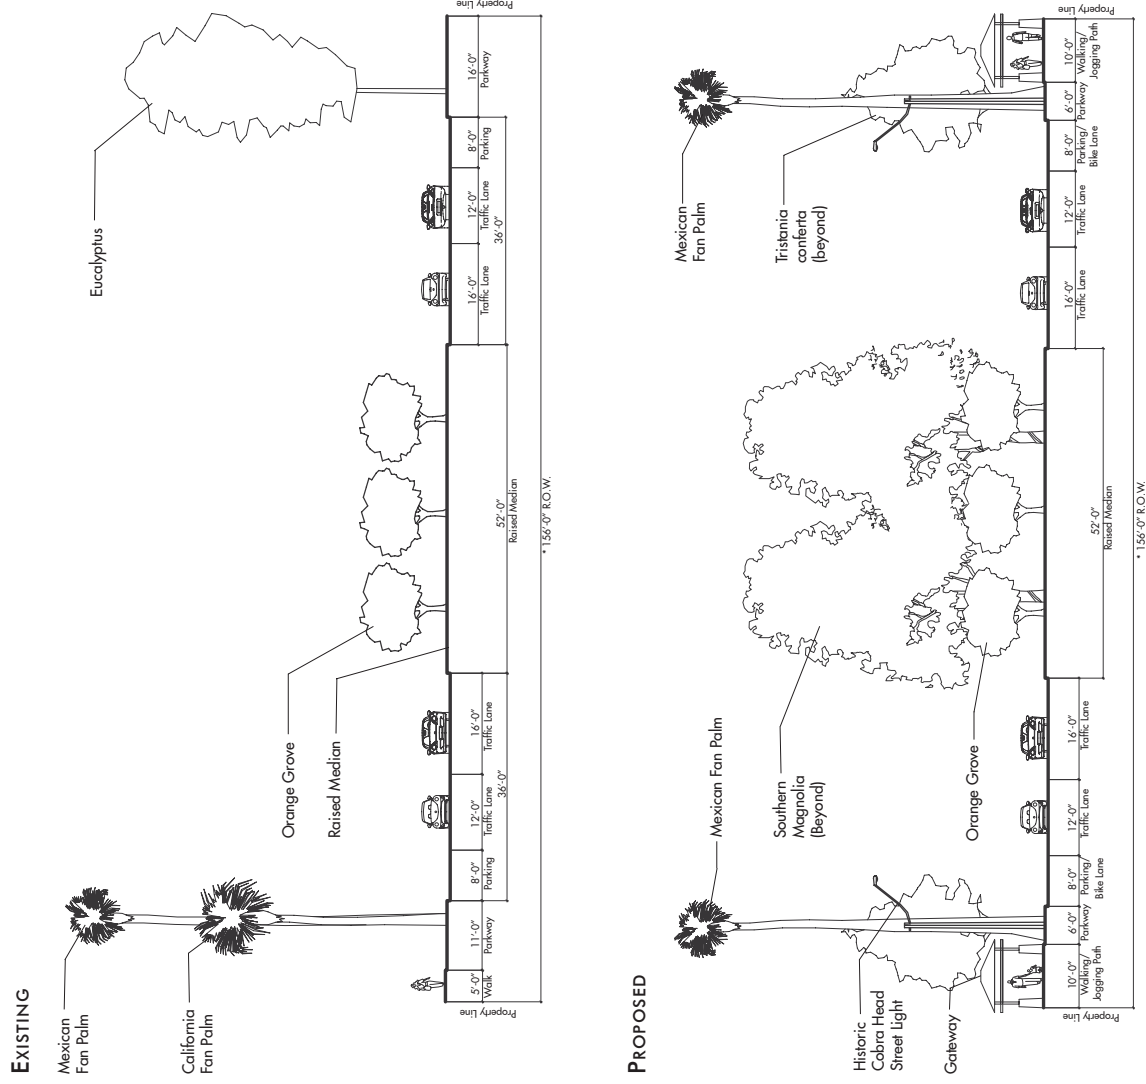 EXISTING
Mexican
Fan Palm
California
Fan Palm
Orange Grove
Raised Median
Eucalyptus
Property Line
5'-0"
Walk
11'-0"
Parkway
8'-0"
Parking
12'-0"
Traffic Lane
16'-0"
Traffic Lane
36'-0"
52'-0"
Raised Median
16'-0"
Traffic Lane
12'-0"
Traffic Lane
36'-0"
8'-0"
Parking
16'-0"
Parkway
Property Line
* 156'-0" R.O.W.
PROPOSED
Historic
Cobra Head
Street Light
Gateway
Mexican Fan Palm
Southern
Magnolia
(Beyond)
Orange Grove
Mexican
Fan Palm
Tristania
conferta
(beyond)
Property Line
10'-0"
Walking/
Jogging Path
6'-0"
Parkway
8'-0"
Parking/
Bike Lane
12'-0"
Traffic Lane
16'-0"
Traffic Lane
52'-0"
Raised Median
16'-0"
Traffic Lane
12'-0"
Traffic Lane
8'-0"
Parking/
Bike Lane
6'-0"
Parkway
10'-0"
Walking/
Jogging Path
Property Line
* 156'-0" R.O.W.